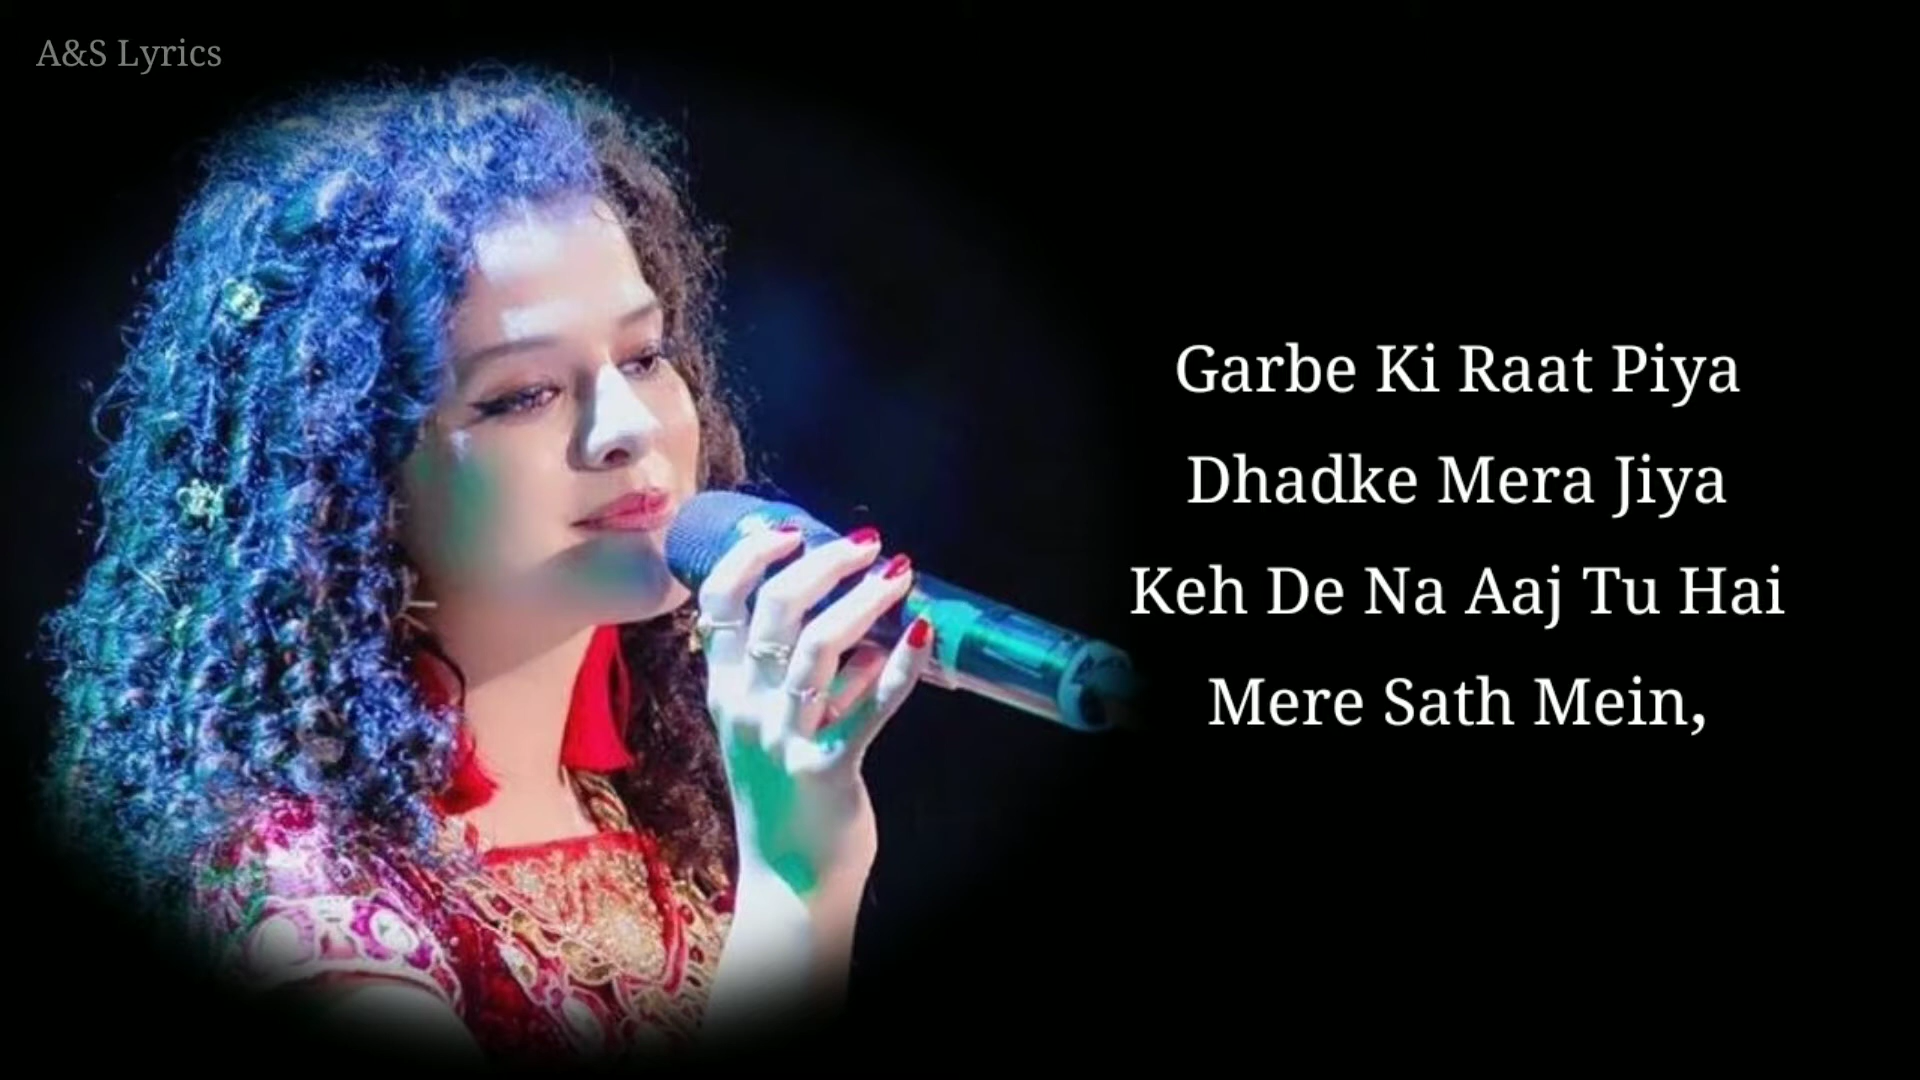 A&S Lyrics
Garbe Ki Raat Piya
Dhadke Mera Jiya
Keh De Na Aaj Tu Hai
Mere Sath Mein,